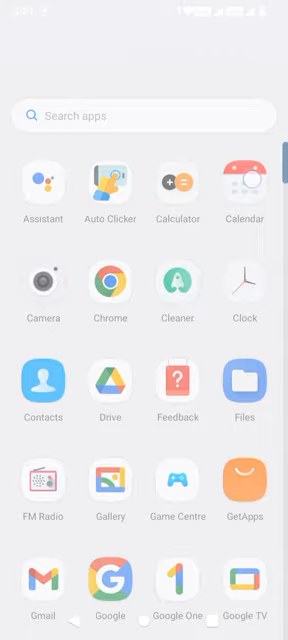 Search apps
Assistant Auto Clicker Calculator Calendar
Camera Chrome Cleaner Clock
Contacts Drive Feedback Files
FM Radio Gallery Game Centre GetApps
Gmail Google Google One Google TV